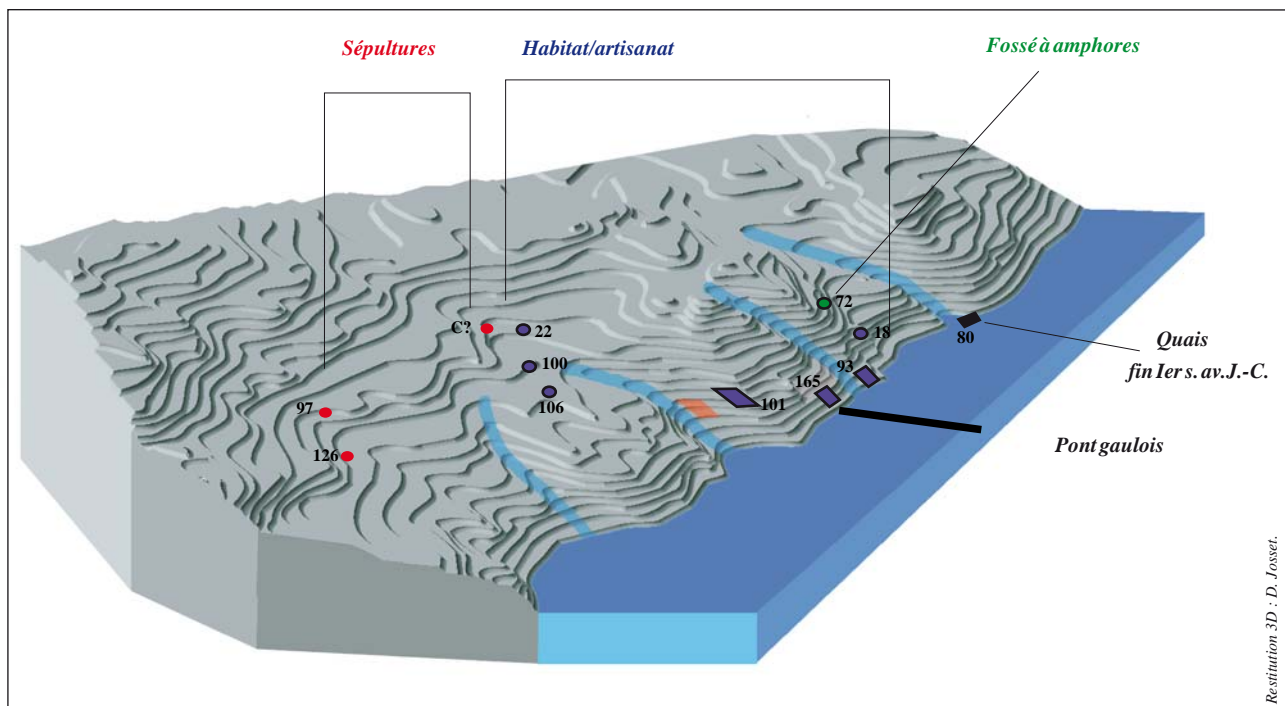 Sépultures
Habitat/artisanat
Fossé à amphores
72
C?
22
18
80
Quais
fin Ier s. av.J.-C.
100
93
165
106
101
97
Pont gaulois
126
Restitution 3D : D. Josset.